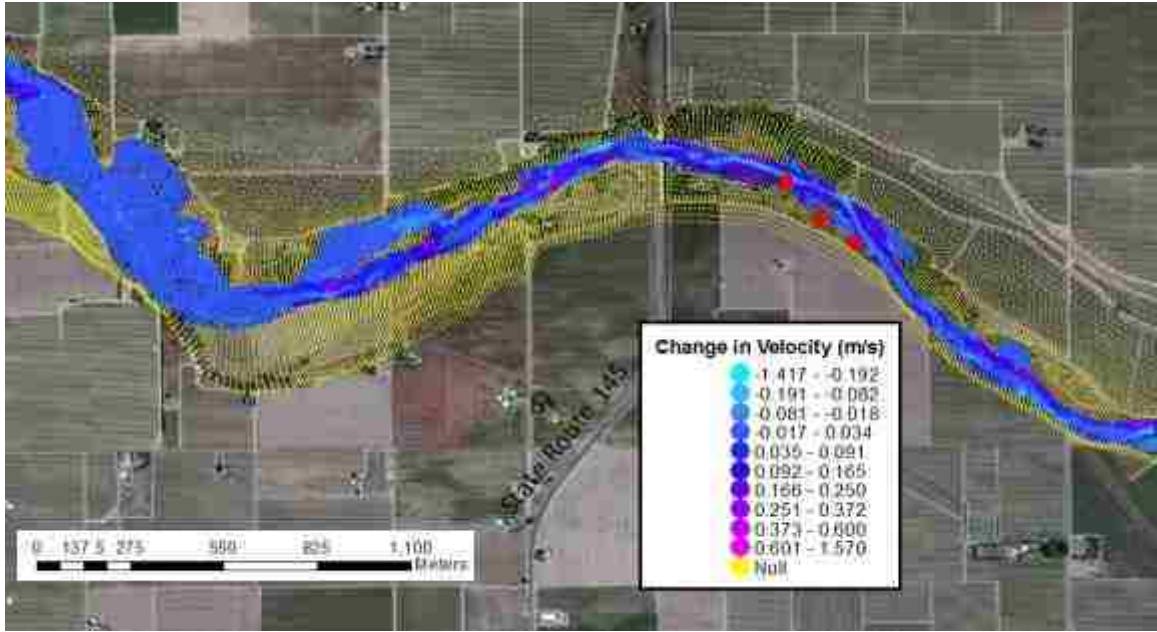 State Route 145
Change in Velocity (m/s)
-1.417 - -0.192
-0.191 - -0.082
-0.081 - -0.018
-0.017 - 0.034
0.035 - 0.091
0.092 - 0.165
0.166 - 0.250
0.251 - 0.372
0.373 - 0.600
0.601 - 1.570
Null
0 137.5 275 550 825 1,100
Meters